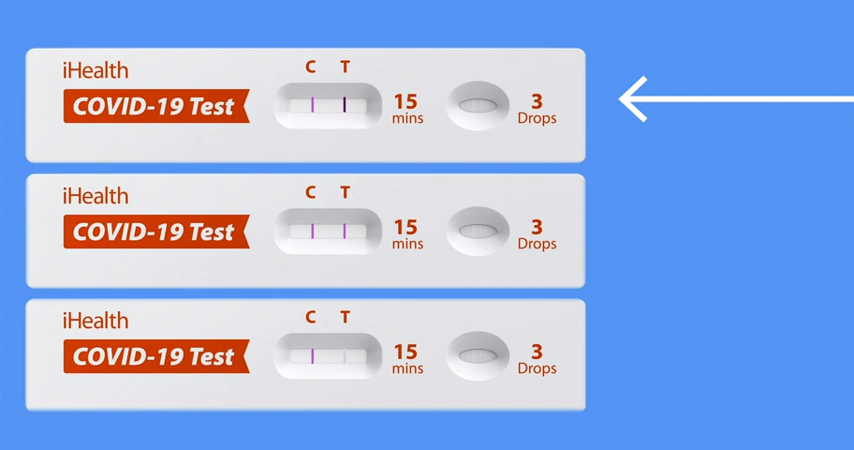 iHealth
COVID-19 Test
C T
15
mins
3
Drops
iHealth
COVID-19 Test
C T
15
mins
3
Drops
iHealth
COVID-19 Test
C T
15
mins
3
Drops